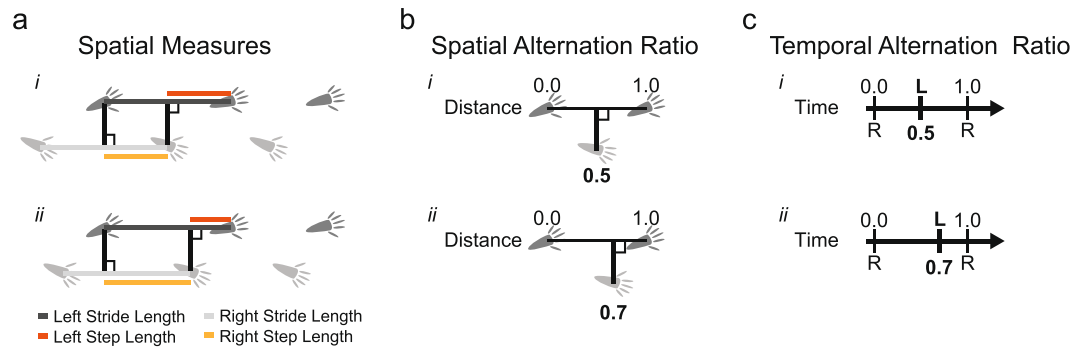 a
Spatial Measures
i
ii
Left Stride Length
Right Stride Length
Left Step Length
Right Step Length
b
Spatial Alternation Ratio
i
0.0 1.0
Distance
0.5
ii
0.0 1.0
Distance
0.7
c
Temporal Alternation Ratio
i
0.0 L 1.0
Time
R 0.5 R
ii
0.0 L 1.0
Time
R 0.7 R